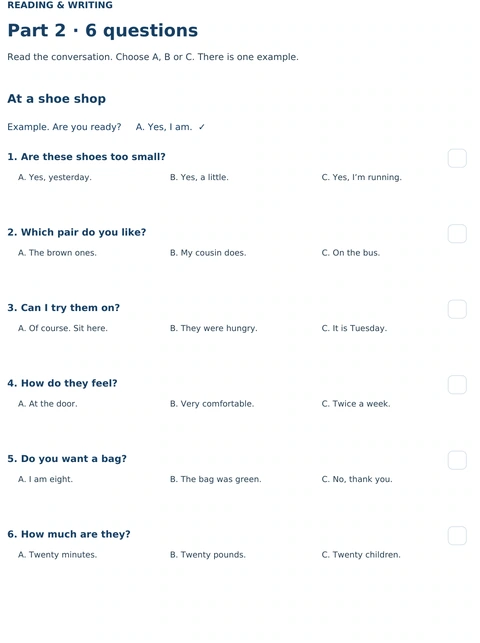 READING & WRITING
Part 2 · 6 questions
Read the conversation. Choose A, B or C. There is one example.
At a shoe shop
Example. Are you ready? A. Yes, I am. ✓
1. Are these shoes too small?
A. Yes, yesterday. B. Yes, a little. C. Yes, I’m running.
2. Which pair do you like?
A. The brown ones. B. My cousin does. C. On the bus.
3. Can I try them on?
A. Of course. Sit here. B. They were hungry. C. It is Tuesday.
4. How do they feel?
A. At the door. B. Very comfortable. C. Twice a week.
5. Do you want a bag?
A. I am eight. B. The bag was green. C. No, thank you.
6. How much are they?
A. Twenty minutes. B. Twenty pounds. C. Twenty children.